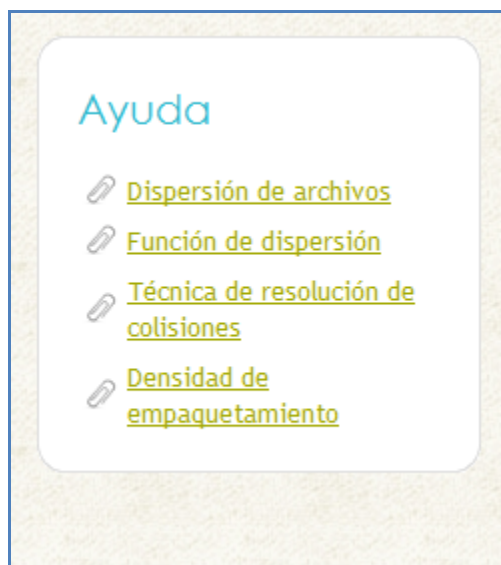 Ayuda
Dispersión de archivos
Función de dispersión
Técnica de resolución de
colisiones
Densidad de
empaquetamiento